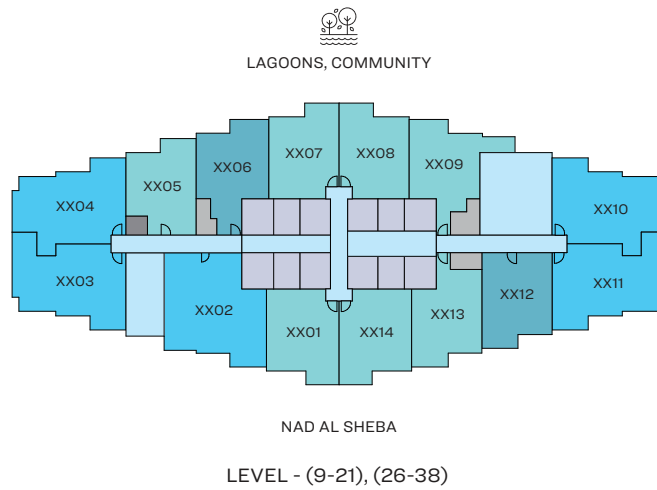 LAGOONS, COMMUNITY
XX07
XX08
XX06
XX09
XX05
XX04
XX10
XX03
XX11
XX02
XX12
XX01
XX14
XX13
NAD AL SHEBA
LEVEL - (9-21), (26-38)